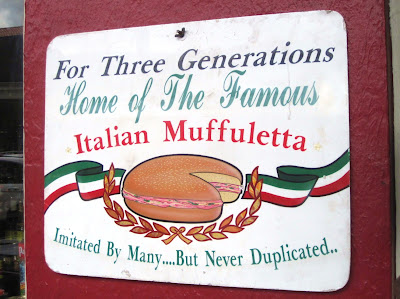 For Three Generations
Home of The Famous
Italian Muffuletta
Imitated By Many....But Never Duplicated..